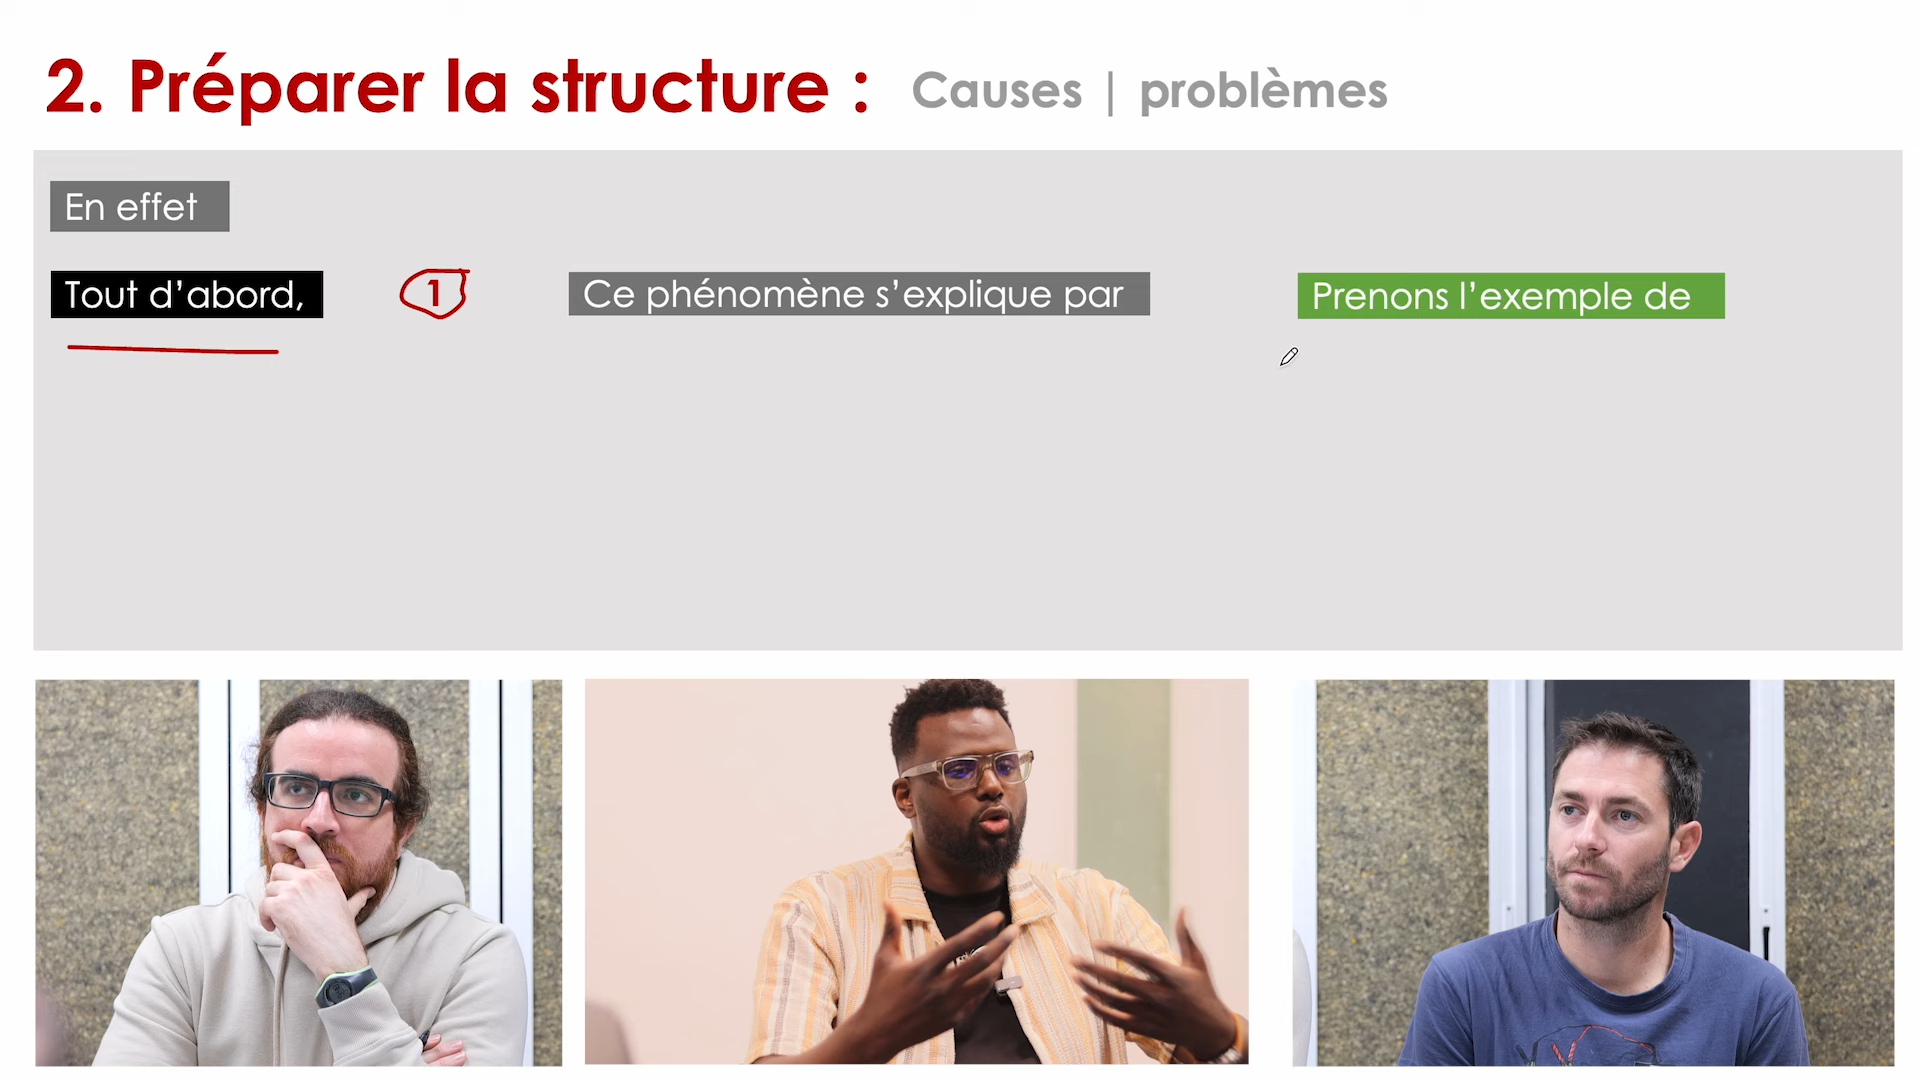 2. Préparer la structure : Causes | problèmes
En effet
Tout d’abord, 1 Ce phénomène s’explique par Prenons l’exemple de